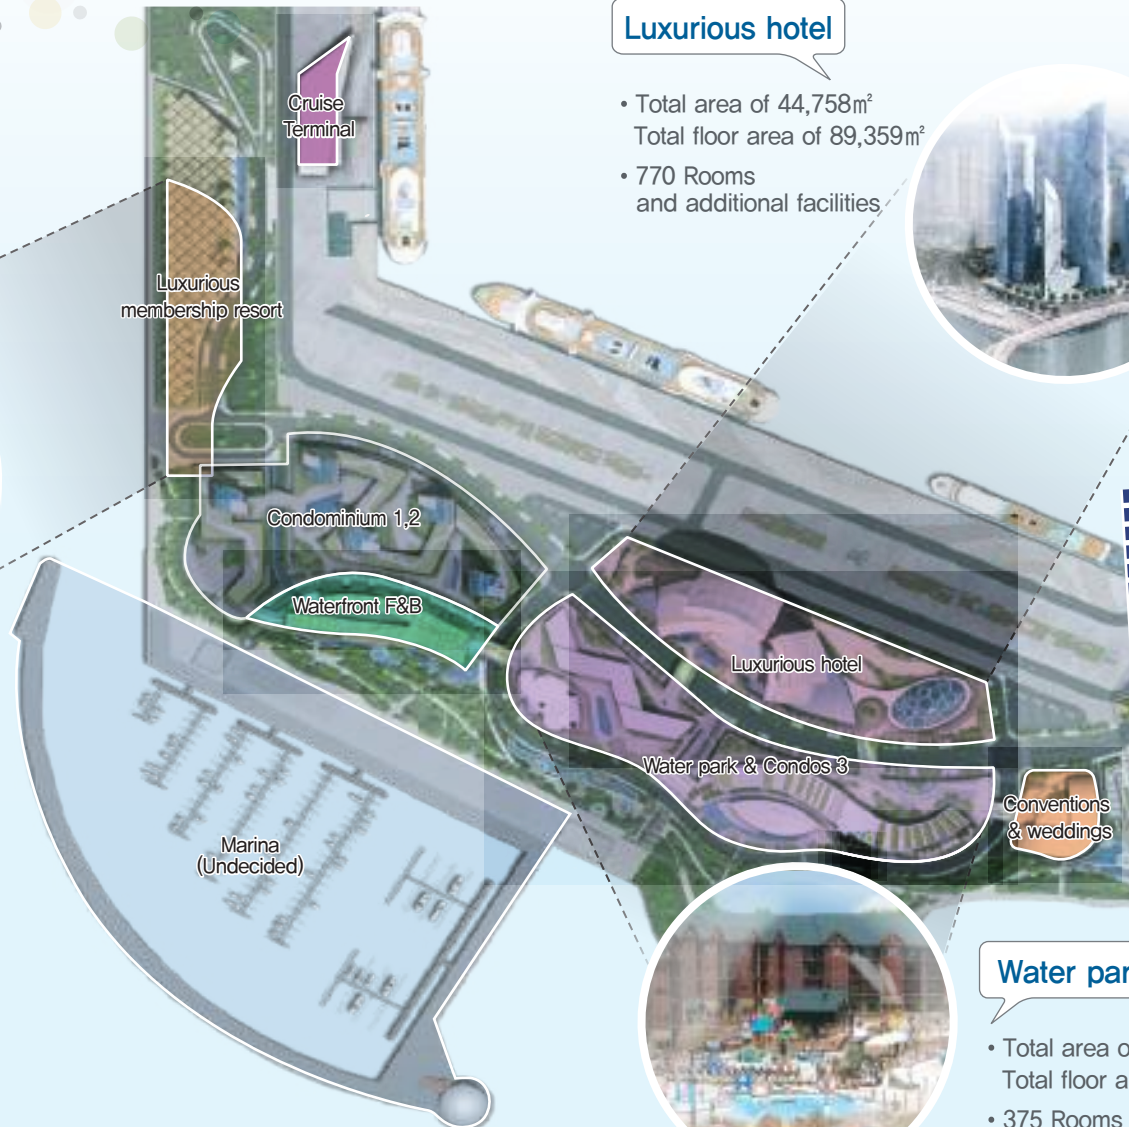 Luxurious hotel
• Total area of 44,758㎡
Total floor area of 89,359㎡
• 770 Rooms
and additional facilities
Cruise
Terminal
Luxurious
membership resort
Condominium 1,2
Waterfront F&B
Luxurious hotel
Water park & Condos 3
Conventions
& weddings
Marina
(Undecided)
Water par
• Total area o
Total floor a
• 375 Rooms